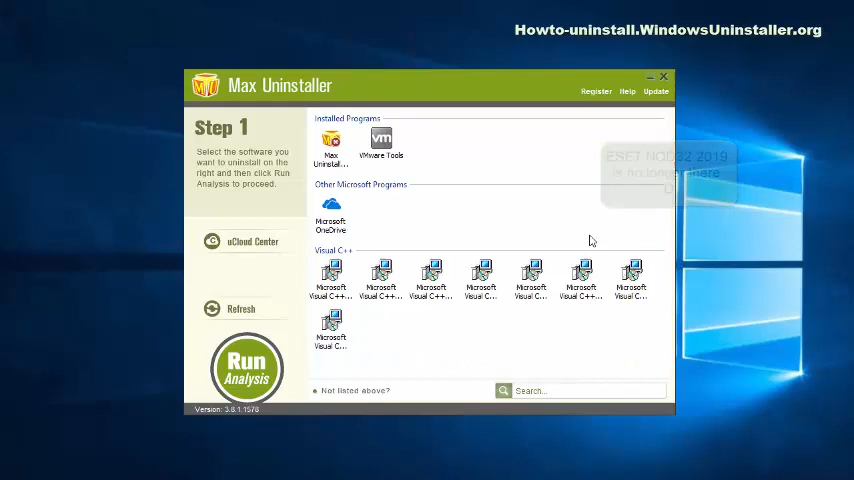 Howto-uninstall.WindowsUninstaller.org
Max Uninstaller
Register Help Update
Step 1
Select the software you
want to uninstall on the
right and then click Run
Analysis to proceed.
uCloud Center
Refresh
Run
Analysis
Version: 3.8.1.1578
Installed Programs
Max
Uninstall...
VMware Tools
Other Microsoft Programs
Microsoft
OneDrive
Visual C++
Microsoft
Visual C++...
Microsoft
Visual C++...
Microsoft
Visual C++...
Microsoft
Visual C...
Microsoft
Visual C...
Microsoft
Visual C++...
Microsoft
Visual C...
Microsoft
Visual C...
Not listed above?
Search...
ESET NOD32 2019
is no longer there